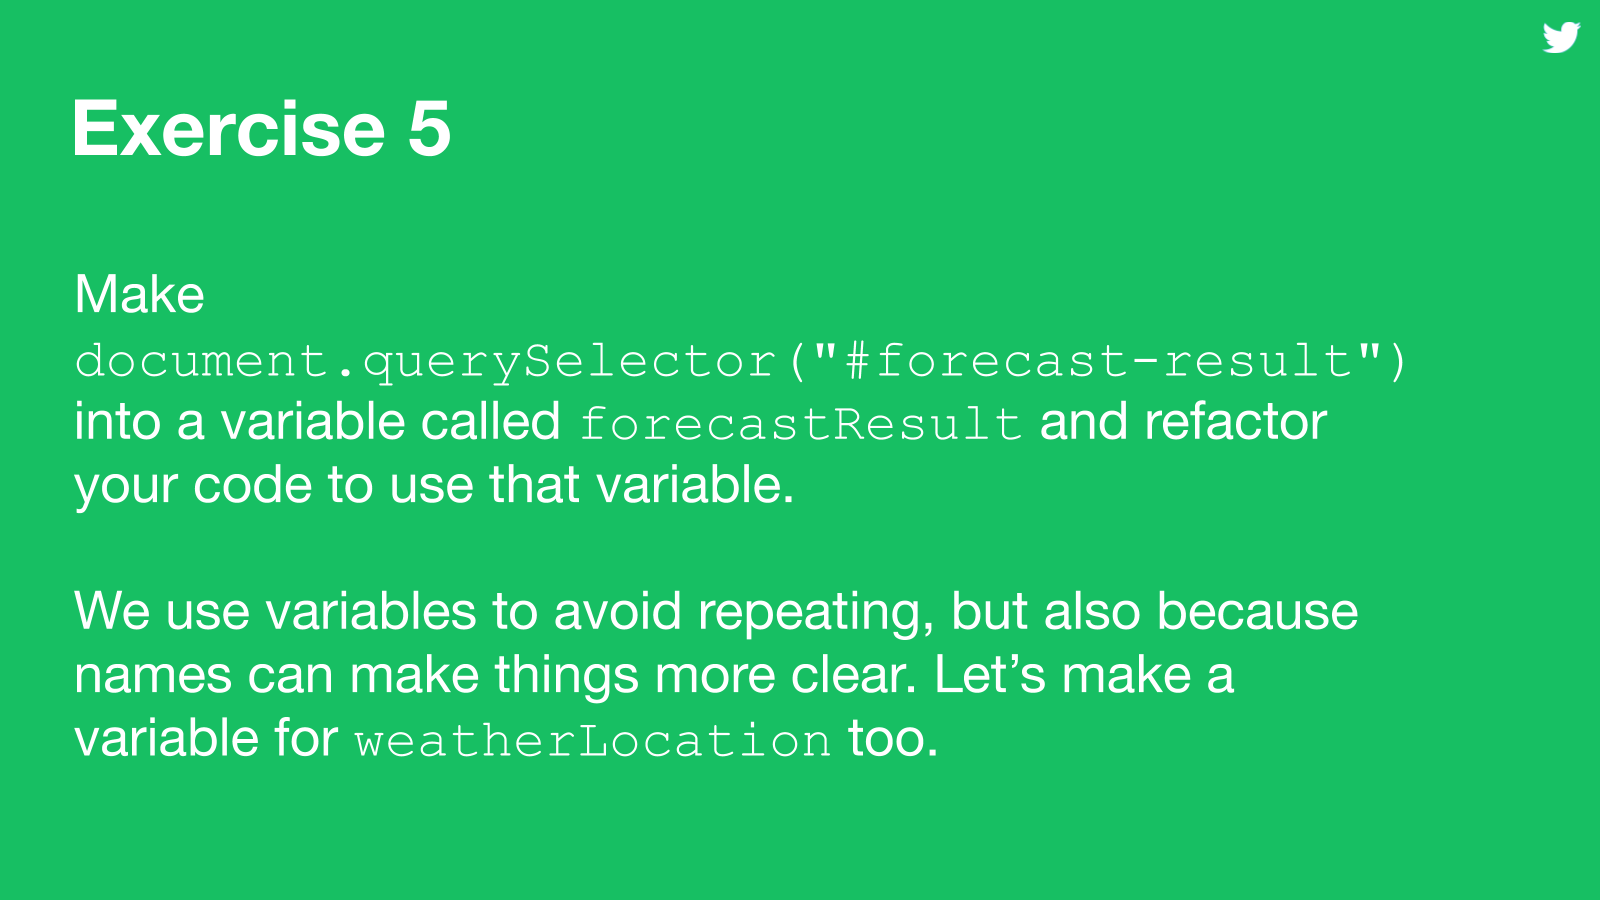 Exercise 5
Make
document.querySelector("#forecast-result")
into a variable called forecastResult and refactor
your code to use that variable.
We use variables to avoid repeating, but also because
names can make things more clear. Let’s make a
variable for weatherLocation too.